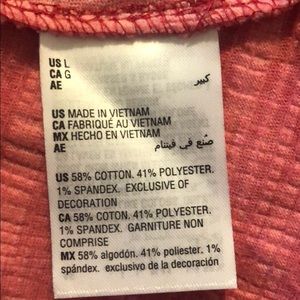 US L
CA G
AE كبير
US MADE IN VIETNAM
CA FABRIQUÉ AU VIETNAM
MX HECHO EN VIETNAM
AE صنع في فيتنام
US 58% COTTON. 41% POLYESTER.
1% SPANDEX. EXCLUSIVE OF
DECORATION
CA 58% COTON. 41% POLYESTER.
1% SPANDEX. GARNITURE NON
COMPRISE
MX 58% algodón. 41% poliester. 1%
spándex. exclusivo de la decoración